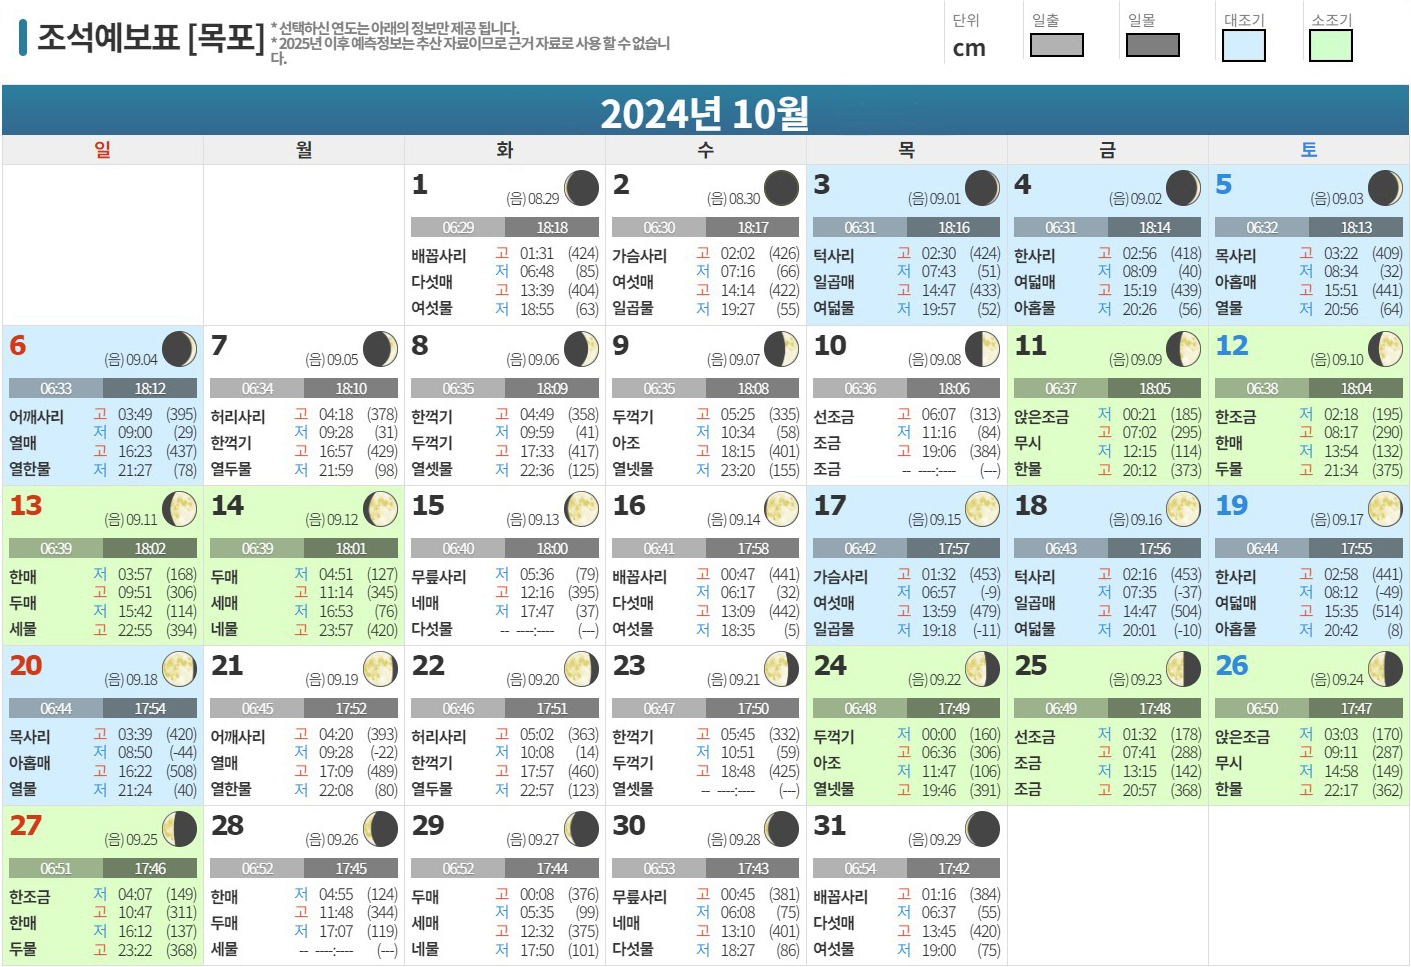 조석예보표 [목포]
* 선택하신 연도는 아래의 정보만 제공 됩니다.
* 2025년 이후 예측정보는 추산 자료이므로 근거 자료로 사용 할 수 없습니
다.
단위 일출 일몰 대조기 소조기
cm
2024년 10월
일 월 화 수 목 금 토
1
(음) 08.29
06:29 18:18
배꼽사리 고 01:31 (424)
저 06:48 (85)
다섯매
고 13:39 (404)
여섯물 저 18:55 (63)
2
(음) 08.30
06:30 18:17
가슴사리 고 02:02 (426)
저 07:16 (66)
여섯매
고 14:14 (422)
일곱물 저 19:27 (55)
3
(음) 09.01
06:31 18:16
턱사리 고 02:30 (424)
저 07:43 (51)
일곱매
고 14:47 (433)
여덟물 저 19:57 (52)
4
(음) 09.02
06:31 18:14
한사리 고 02:56 (418)
저 08:09 (40)
여덟매
고 15:19 (439)
아홉물 저 20:26 (56)
5
(음) 09.03
06:32 18:13
목사리 고 03:22 (409)
저 08:34 (32)
아홉매
고 15:51 (441)
열물 저 20:56 (64)
6
(음) 09.04
06:33 18:12
어깨사리 고 03:49 (395)
저 09:00 (29)
열매
고 16:23 (437)
열한물 저 21:27 (78)
7
(음) 09.05
06:34 18:10
허리사리 고 04:18 (378)
저 09:28 (31)
한꺽기
고 16:57 (429)
열두물 저 21:59 (98)
8
(음) 09.06
06:35 18:09
한꺽기 고 04:49 (358)
저 09:59 (41)
두꺽기
고 17:33 (417)
열셋물 저 22:36 (125)
9
(음) 09.07
06:35 18:08
두꺽기 고 05:25 (335)
저 10:34 (58)
아조
고 18:15 (401)
열넷물 저 23:20 (155)
10
(음) 09.08
06:36 18:06
선조금 고 06:07 (313)
저 11:16 (84)
조금
고 19:06 (384)
조금 -- ----:---- (---)
11
(음) 09.09
06:37 18:05
앉은조금 저 00:21 (185)
고 07:02 (295)
무시
저 12:15 (114)
한물 고 20:12 (373)
12
(음) 09.10
06:38 18:04
한조금 저 02:18 (195)
고 08:17 (290)
한매
저 13:54 (132)
두물 고 21:34 (375)
13
(음) 09.11
06:39 18:02
한매 저 03:57 (168)
고 09:51 (306)
두매
저 15:42 (114)
세물 고 22:55 (394)
14
(음) 09.12
06:39 18:01
두매 저 04:51 (127)
고 11:14 (345)
세매
저 16:53 (76)
네물 고 23:57 (420)
15
(음) 09.13
06:40 18:00
무릎사리 저 05:36 (79)
고 12:16 (395)
네매
저 17:47 (37)
다섯물 -- ----:---- (---)
16
(음) 09.14
06:41 17:58
배꼽사리 고 00:47 (441)
저 06:17 (32)
다섯매
고 13:09 (442)
여섯물 저 18:35 (5)
17
(음) 09.15
06:42 17:57
가슴사리 고 01:32 (453)
저 06:57 (-9)
여섯매
고 13:59 (479)
일곱물 저 19:18 (-11)
18
(음) 09.16
06:43 17:56
턱사리 고 02:16 (453)
저 07:35 (-37)
일곱매
고 14:47 (504)
여덟물 저 20:01 (-10)
19
(음) 09.17
06:44 17:55
한사리 고 02:58 (441)
저 08:12 (-49)
여덟매
고 15:35 (514)
아홉물 저 20:42 (8)
20
(음) 09.18
06:44 17:54
목사리 고 03:39 (420)
저 08:50 (-44)
아홉매
고 16:22 (508)
열물 저 21:24 (40)
21
(음) 09.19
06:45 17:52
어깨사리 고 04:20 (393)
저 09:28 (-22)
열매
고 17:09 (489)
열한물 저 22:08 (80)
22
(음) 09.20
06:46 17:51
허리사리 고 05:02 (363)
저 10:08 (14)
한꺽기
고 17:57 (460)
열두물 저 22:57 (123)
23
(음) 09.21
06:47 17:50
한꺽기 고 05:45 (332)
저 10:51 (59)
두꺽기
고 18:48 (425)
열셋물 -- ----:---- (---)
24
(음) 09.22
06:48 17:49
두꺽기 저 00:00 (160)
고 06:36 (306)
아조
저 11:47 (106)
열넷물 고 19:46 (391)
25
(음) 09.23
06:49 17:48
선조금 저 01:32 (178)
고 07:41 (288)
조금
저 13:15 (142)
조금 고 20:57 (368)
26
(음) 09.24
06:50 17:47
앉은조금 저 03:03 (170)
고 09:11 (287)
무시
저 14:58 (149)
한물 고 22:17 (362)
27
(음) 09.25
06:51 17:46
한조금 저 04:07 (149)
고 10:47 (311)
한매
저 16:12 (137)
두물 고 23:22 (368)
28
(음) 09.26
06:52 17:45
한매 저 04:55 (124)
고 11:48 (344)
두매
저 17:07 (119)
세물 -- ----:---- (---)
29
(음) 09.27
06:52 17:44
두매 고 00:08 (376)
저 05:35 (99)
세매
고 12:32 (375)
네물 저 17:50 (101)
30
(음) 09.28
06:53 17:43
무릎사리 고 00:45 (381)
저 06:08 (75)
네매
고 13:10 (401)
다섯물 저 18:27 (86)
31
(음) 09.29
06:54 17:42
배꼽사리 고 01:16 (384)
저 06:37 (55)
다섯매
고 13:45 (420)
여섯물 저 19:00 (75)